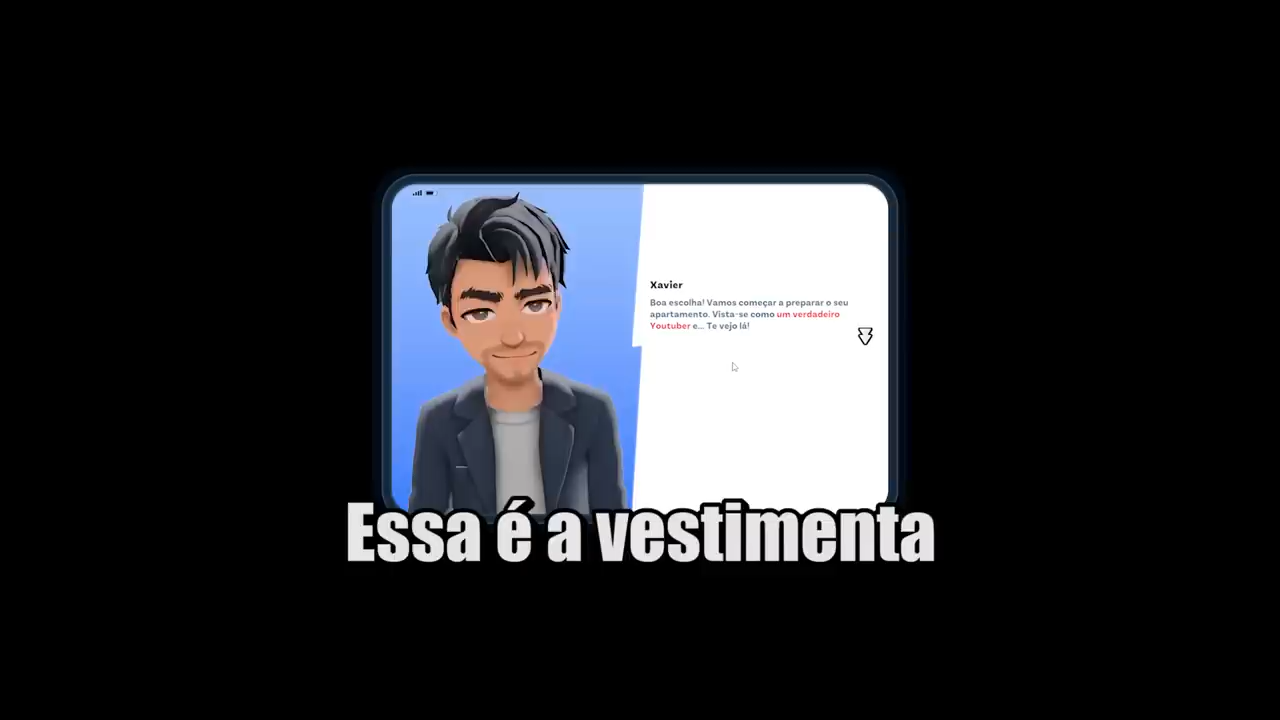 Xavier
Boa escolha! Vamos começar a preparar o seu
apartamento. Vista-se como um verdadeiro
Youtuber e... Te vejo lá!
Essa é a vestimenta